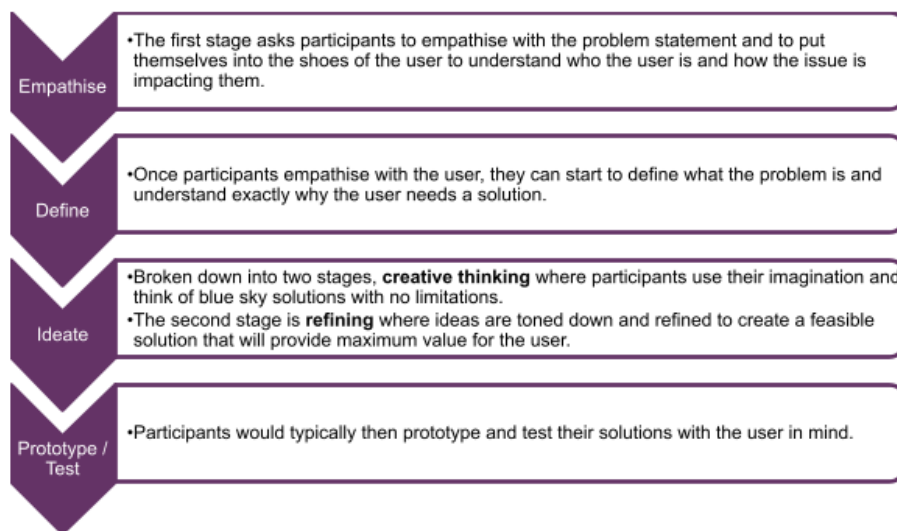 Empathise
•The first stage asks participants to empathise with the problem statement and to put
themselves into the shoes of the user to understand who the user is and how the issue is
impacting them.
Define
•Once participants empathise with the user, they can start to define what the problem is and
understand exactly why the user needs a solution.
Ideate
•Broken down into two stages, creative thinking where participants use their imagination and
think of blue sky solutions with no limitations.
•The second stage is refining where ideas are toned down and refined to create a feasible
solution that will provide maximum value for the user.
Prototype /
Test
•Participants would typically then prototype and test their solutions with the user in mind.